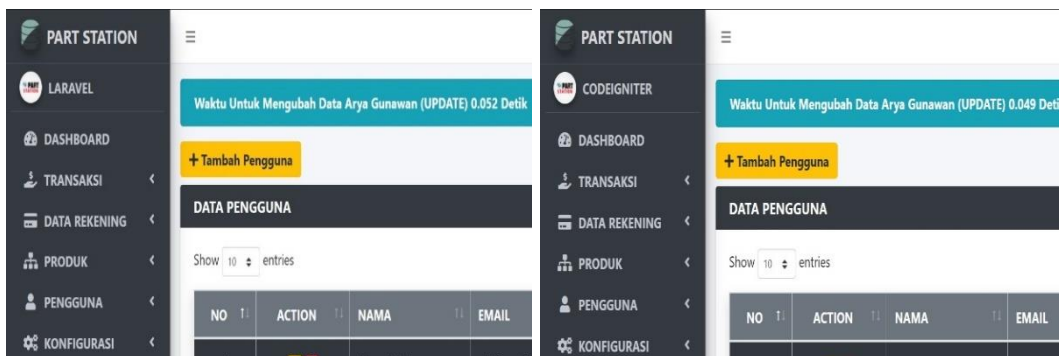 PART STATION
LARAVEL
DASHBOARD
TRANSAKSI
DATA REKENING
PRODUK
PENGGUNA
KONFIGURASI
Waktu Untuk Mengubah Data Arya Gunawan (UPDATE) 0.052 Detik
+ Tambah Pengguna
DATA PENGGUNA
Show 10 entries
NO ACTION NAMA EMAIL
PART STATION
CODEIGNITER
DASHBOARD
TRANSAKSI
DATA REKENING
PRODUK
PENGGUNA
KONFIGURASI
Waktu Untuk Mengubah Data Arya Gunawan (UPDATE) 0.049 Deti
+ Tambah Pengguna
DATA PENGGUNA
Show 10 entries
NO ACTION NAMA EMAIL